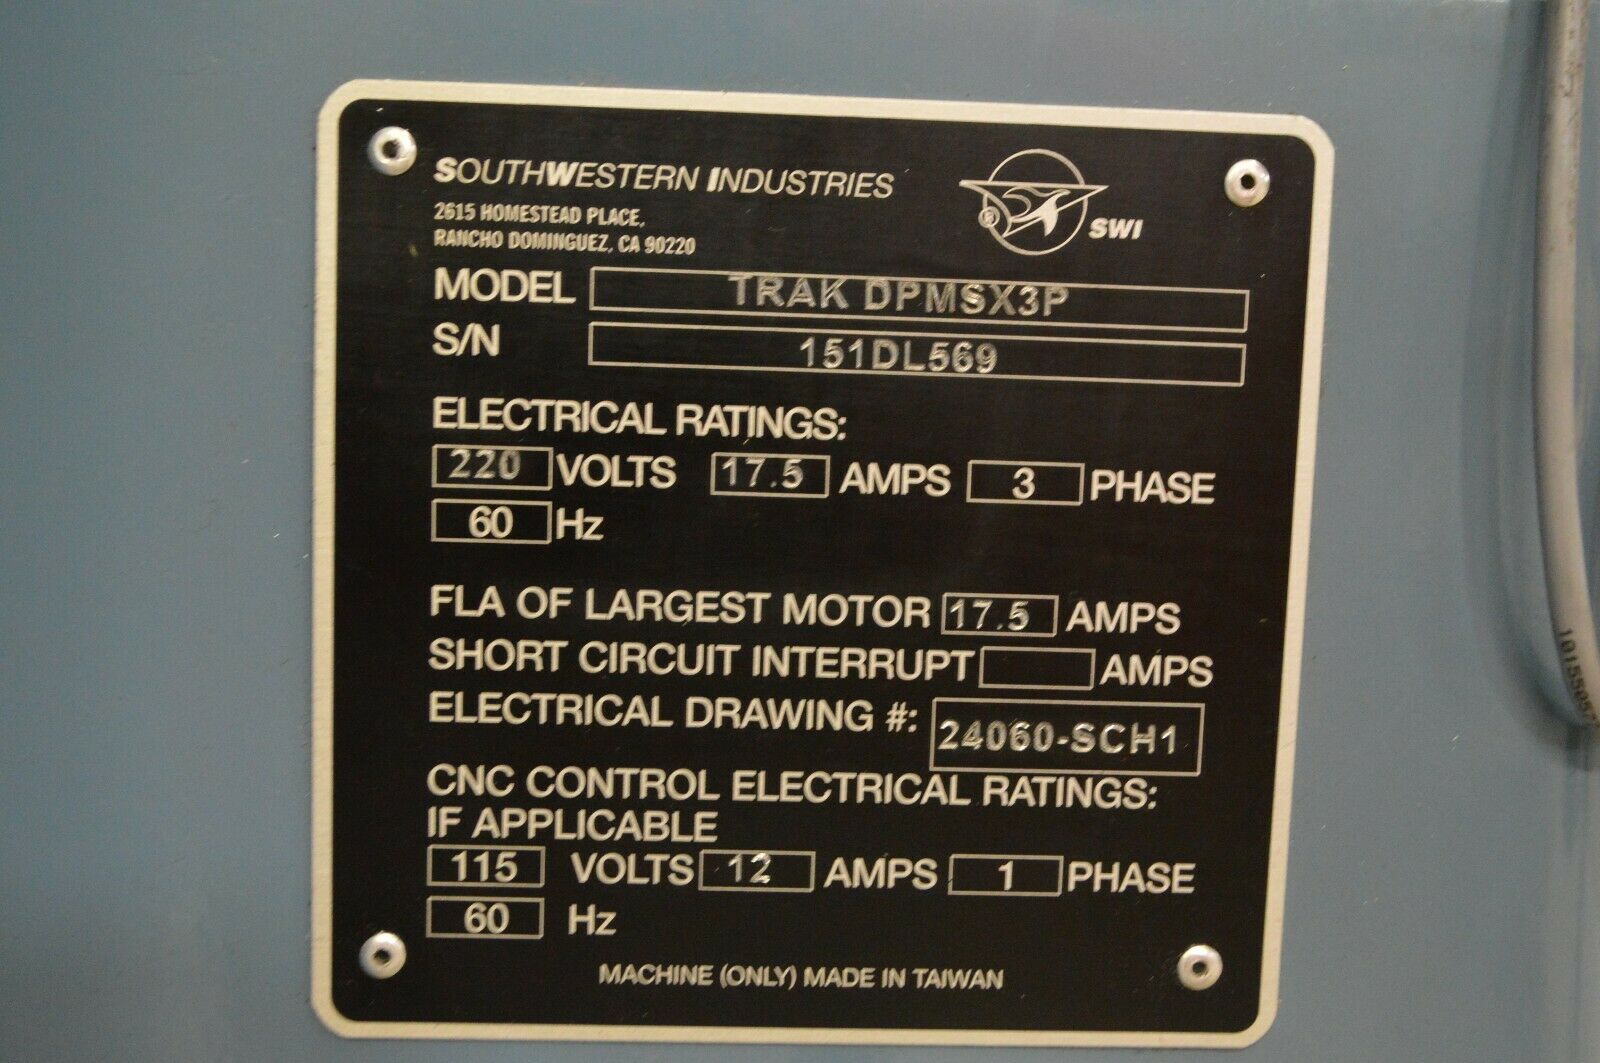 SOUTHWESTERN INDUSTRIES
2615 HOMESTEAD PLACE,
RANCHO DOMINGUEZ, CA 90220
® SWI
MODEL TRAK DPMSX3P
S/N 151DL569
ELECTRICAL RATINGS:
220 VOLTS 17.5 AMPS 3 PHASE
60 Hz
FLA OF LARGEST MOTOR 17.5 AMPS
SHORT CIRCUIT INTERRUPT AMPS
ELECTRICAL DRAWING #: 24060-SCH1
CNC CONTROL ELECTRICAL RATINGS:
IF APPLICABLE
115 VOLTS 12 AMPS 1 PHASE
60 Hz
MACHINE (ONLY) MADE IN TAIWAN